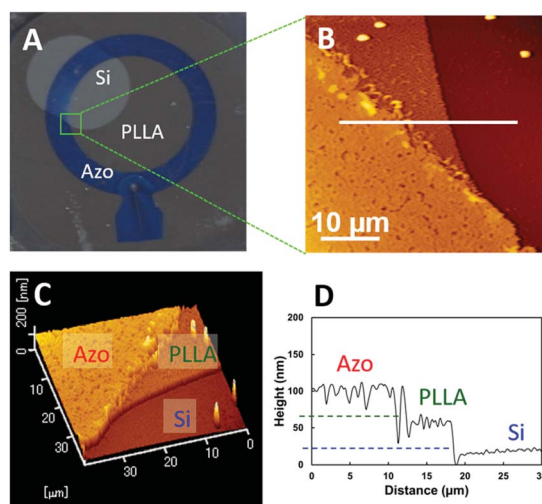 A
Si
PLLA
Azo
B
10 μm
C
200
[nm]
0
Azo
PLLA
Si
10
20
30
[μm]
30
20
10
0
D
200
150
100
50
0
Height (nm)
Azo
PLLA
Si
0 5 10 15 20 25 30
Distance (μm)